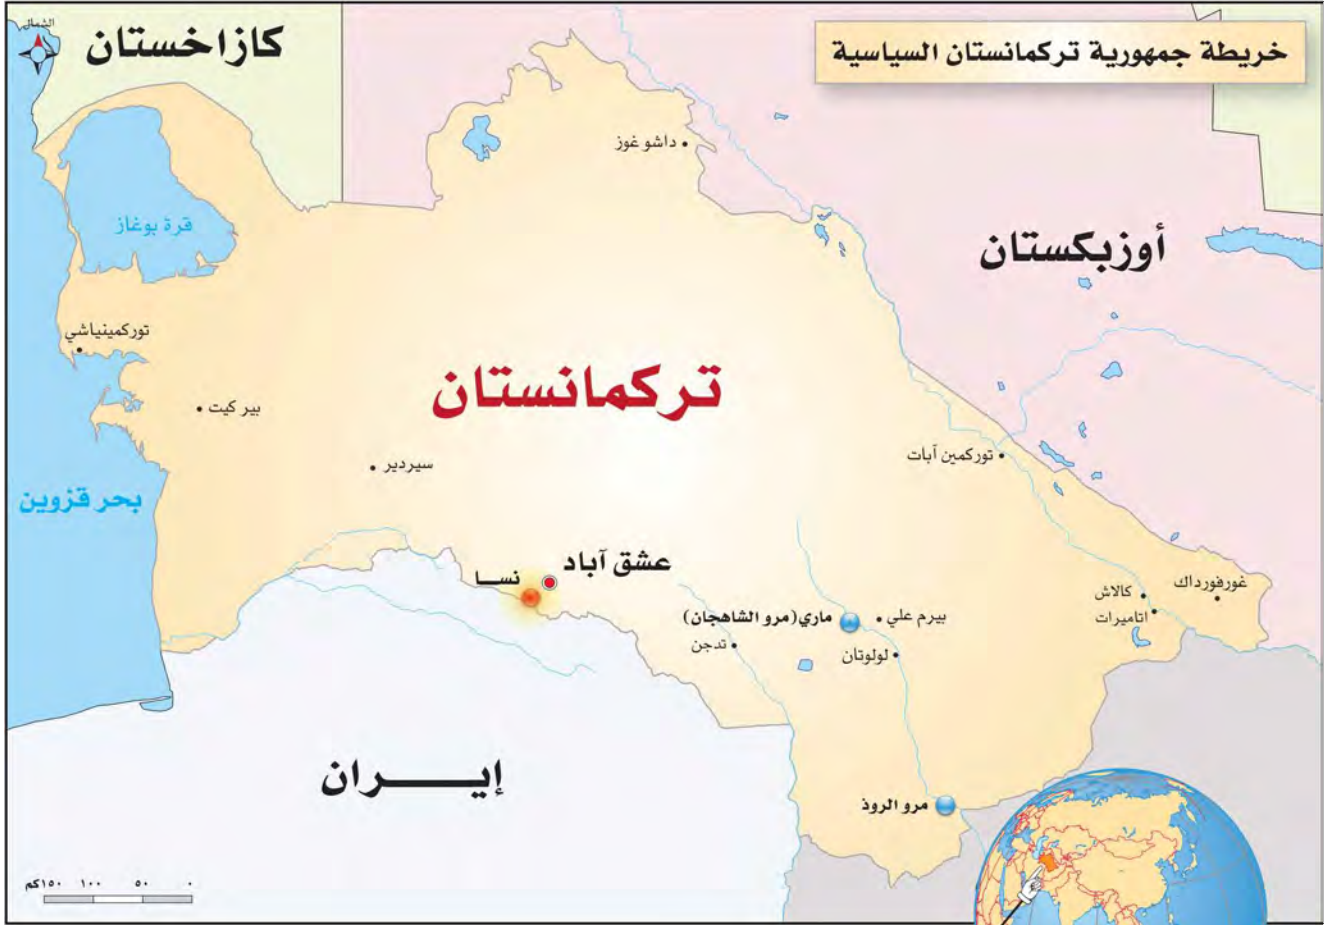 الشمال
كازاخستان
خريطة جمهورية تركمانستان السياسية
داشو غوز
قرة بوغاز
أوزبكستان
توركمينياشي
تركمانستان
بير كيت
توركمين آبات
سيردير
بحر قزوين
عشق آباد
نسـا
غورفورداك
كالاش
اتاميرات
بيرم علي
ماري(مرو الشاهجان)
تدجن
لولوتان
إيــــران
مرو الروذ
١٥٠كم ١٠٠ ٥٠ ٠